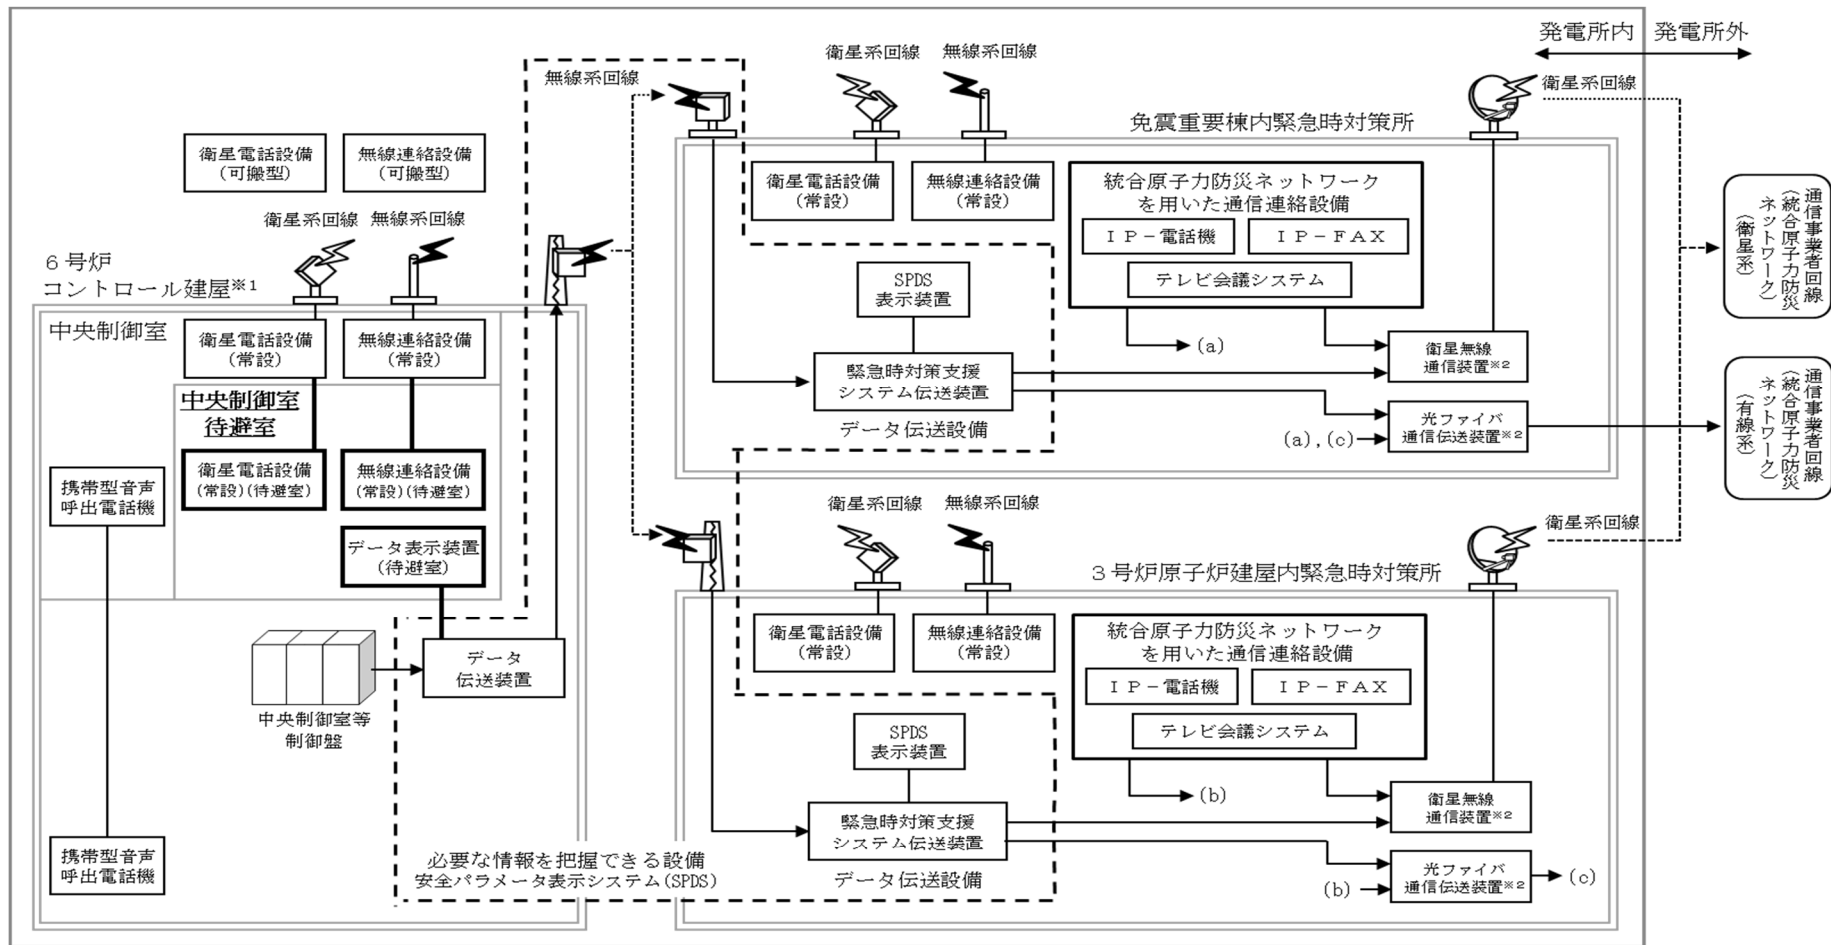 発電所内
発電所外
無線系回線
衛星系回線
無線系回線
衛星系回線
免震重要棟内緊急時対策所
衛星電話設備
(可搬型)
無線連絡設備
(可搬型)
衛星系回線
無線系回線
6号炉
コントロール建屋※1
中央制御室
衛星電話設備
(常設)
無線連絡設備
(常設)
中央制御室
待避室
衛星電話設備
(常設)(待避室)
無線連絡設備
(常設)(待避室)
携帯型音声
呼出電話機
データ表示装置
(待避室)
データ
伝送装置
中央制御室等
制御盤
携帯型音声
呼出電話機
必要な情報を把握できる設備
安全パラメータ表示システム(SPDS)
衛星電話設備
(常設)
無線連絡設備
(常設)
統合原子力防災ネットワーク
を用いた通信連絡設備
IP-電話機
IP-FAX
テレビ会議システム
SPDS
表示装置
(a)
衛星無線
通信装置※2
緊急時対策支援
システム伝送装置
データ伝送設備
光ファイバ
通信伝送装置※2
(a),(c)
通信事業者回線
(統合原子力防災
ネットワーク)
(衛星系)
通信事業者回線
(統合原子力防災
ネットワーク)
(有線系)
衛星系回線
無線系回線
衛星系回線
3号炉原子炉建屋内緊急時対策所
衛星電話設備
(常設)
無線連絡設備
(常設)
統合原子力防災ネットワーク
を用いた通信連絡設備
IP-電話機
IP-FAX
テレビ会議システム
SPDS
表示装置
(b)
衛星無線
通信装置※2
緊急時対策支援
システム伝送装置
データ伝送設備
光ファイバ
通信伝送装置※2
(b)
(c)